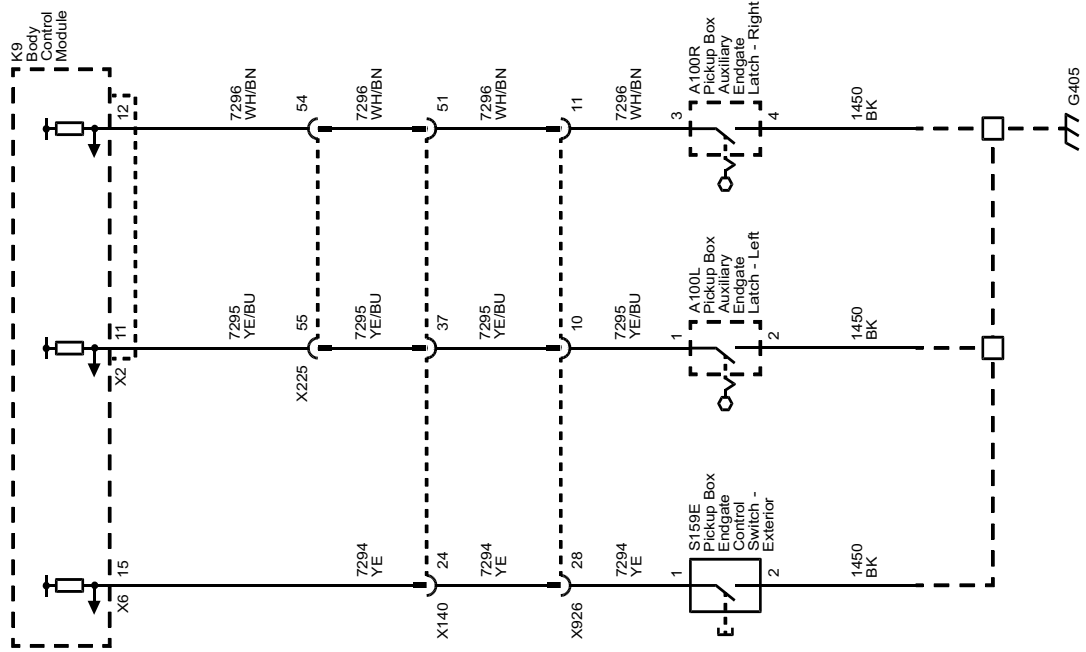 K9
Body
Control
Module
X6
15
X2
11
12
7294
YE
7295
YE/BU
7296
WH/BN
X225
55
54
7295
YE/BU
7296
WH/BN
X140
24
37
51
7294
YE
7295
YE/BU
7296
WH/BN
X926
28
10
11
7294
YE
7295
YE/BU
7296
WH/BN
1
S159E
Pickup Box
Endgate
Control
Switch -
Exterior
2
1
A100L
Pickup Box
Auxiliary
Endgate
Latch - Left
2
3
A100R
Pickup Box
Auxiliary
Endgate
Latch - Right
4
1450
BK
1450
BK
1450
BK
G405